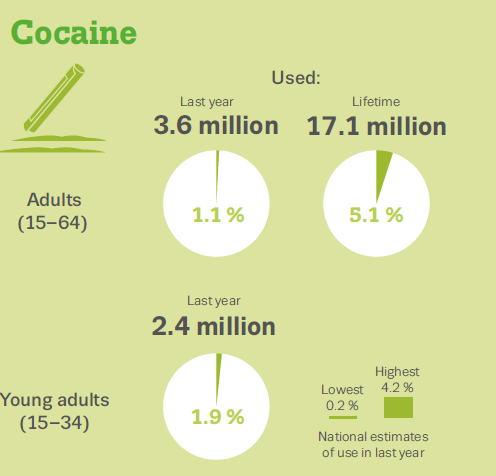 Cocaine
Used:
Last year
3.6 million
Lifetime
17.1 million
Adults
(15–64)
1.1 %
5.1 %
Last year
2.4 million
Young adults
(15–34)
1.9 %
Lowest
0.2 %
Highest
4.2 %
National estimates
of use in last year